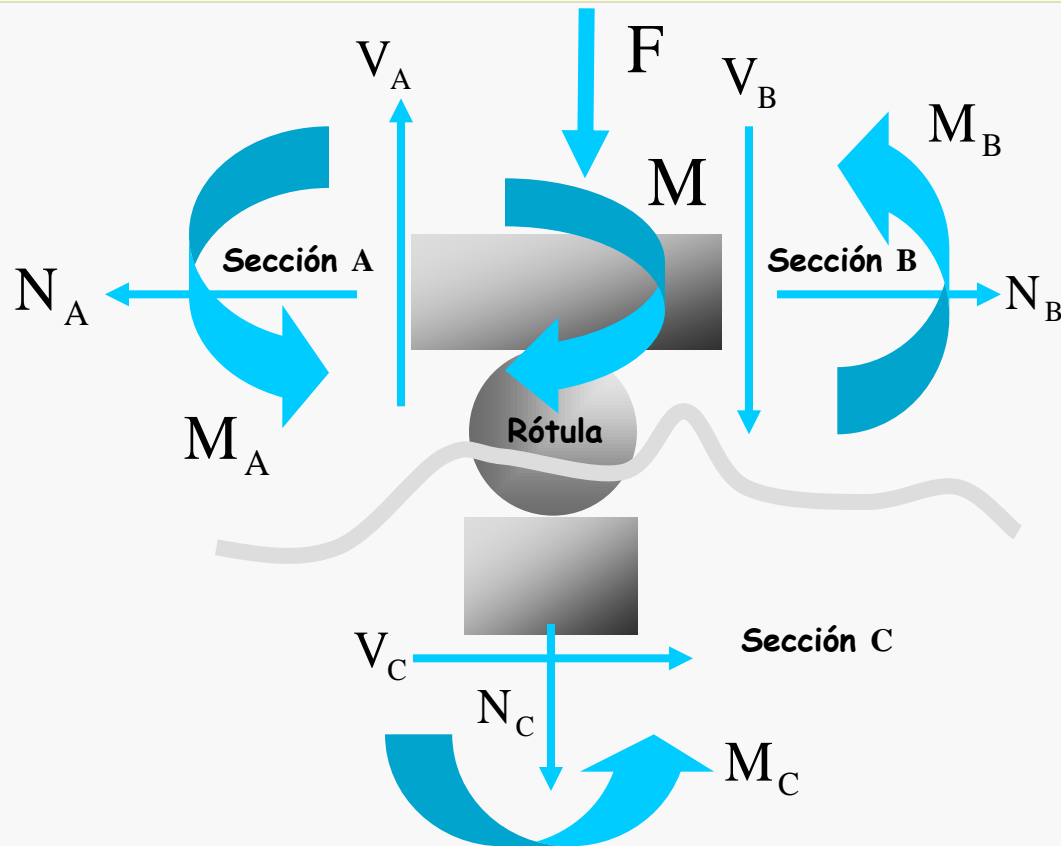 F
V_A
V_B
M_B
M
Sección A
Sección B
N_A
N_B
Rótula
M_A
V_C
Sección C
N_C
M_C